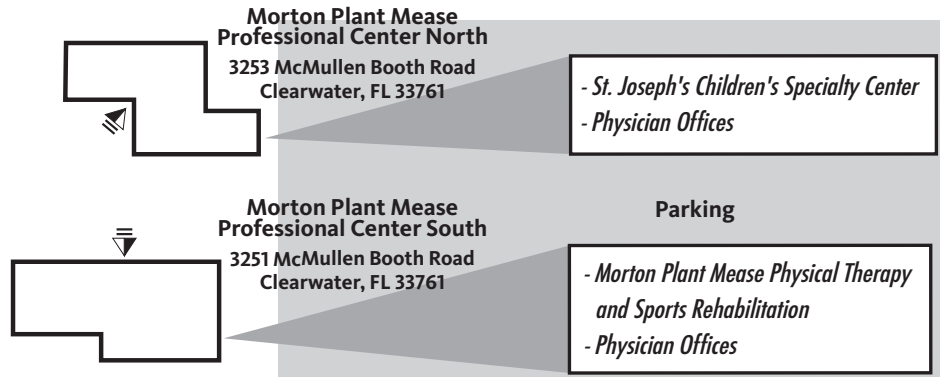 Morton Plant Mease
Professional Center North
3253 McMullen Booth Road
Clearwater, FL 33761
- St. Joseph's Children's Specialty Center
- Physician Offices
Morton Plant Mease
Professional Center South
3251 McMullen Booth Road
Clearwater, FL 33761
Parking
- Morton Plant Mease Physical Therapy
and Sports Rehabilitation
- Physician Offices